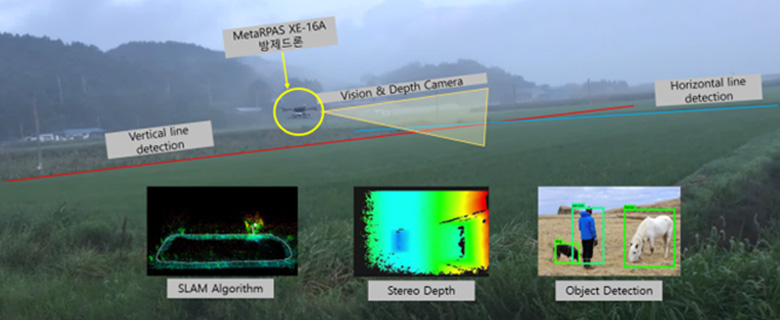 MetaRPAS XE-16A
방제드론
Vision & Depth Camera
Horizontal line
detection
Vertical line
detection
SLAM Algorithm
Stereo Depth
Object Detection